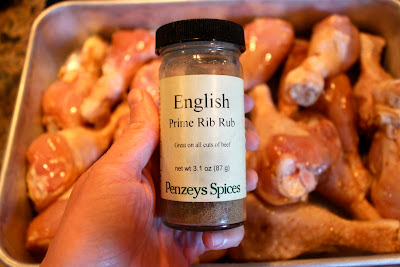 English
Prime Rib Rub
Great on all cuts of beef
net wt 3.1 oz (87 g)
Penzeys Spices